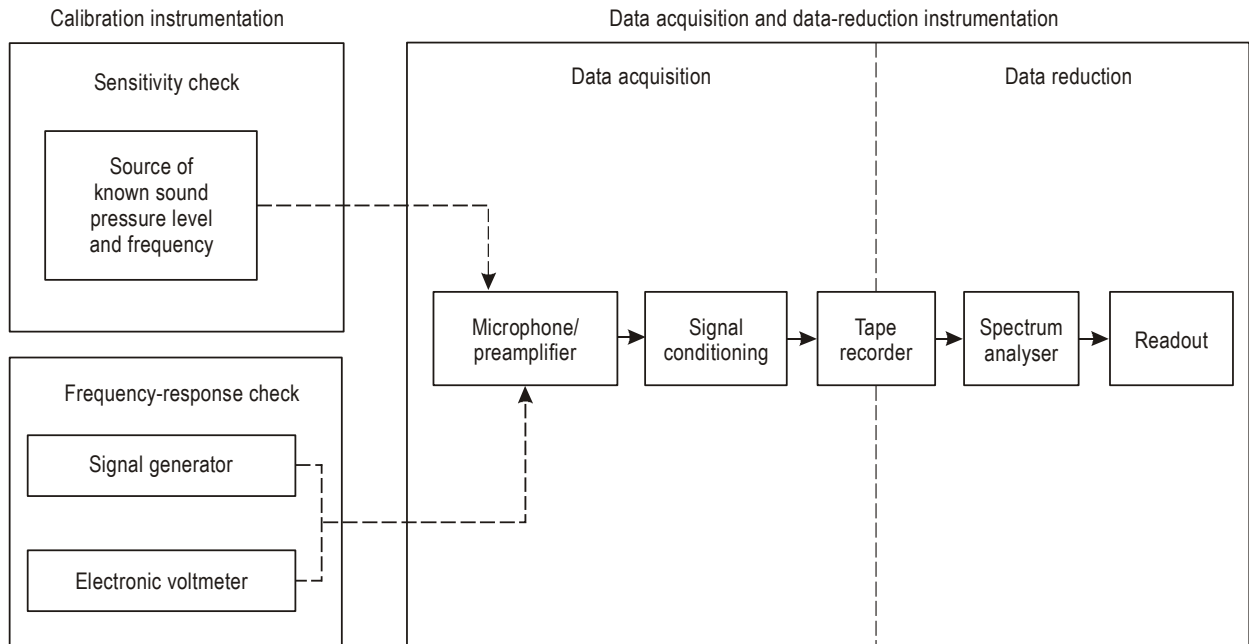 Calibration instrumentation
Data acquisition and data-reduction instrumentation
Sensitivity check
Source of
known sound
pressure level
and frequency
Data acquisition
Data reduction
Microphone/
preamplifier
Signal
conditioning
Tape
recorder
Spectrum
analyser
Readout
Frequency-response check
Signal generator
Electronic voltmeter